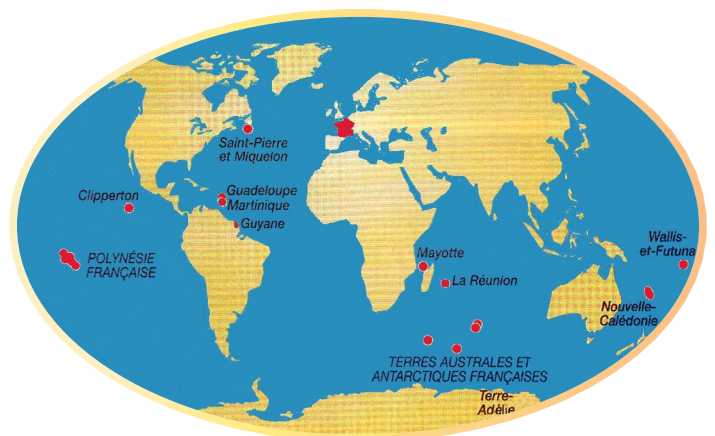 Saint-Pierre
et Miquelon
Clipperton
Guadeloupe
Martinique
Guyane
POLYNÉSIE
FRANÇAISE
Mayotte
La Réunion
Wallis-
et-Futuna
Nouvelle-
Calédonie
TERRES AUSTRALES ET
ANTARCTIQUES FRANÇAISES
Terre-
Adélie